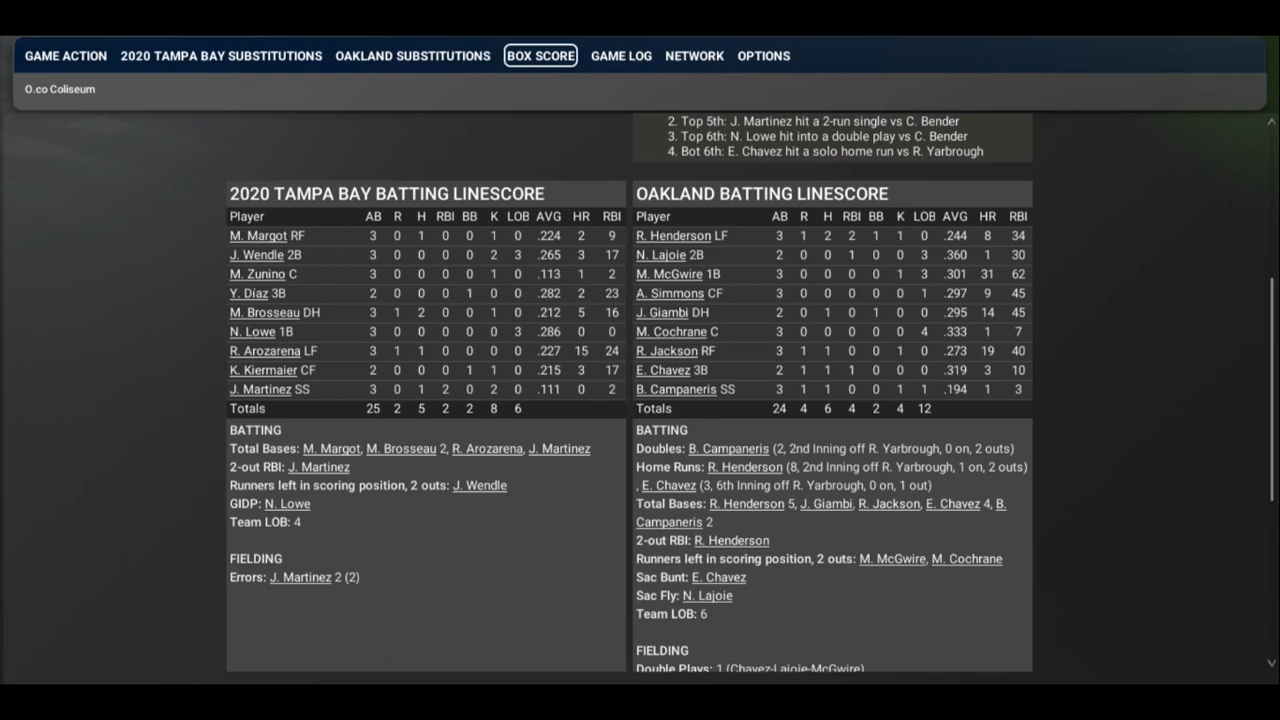 GAME ACTION 2020 TAMPA BAY SUBSTITUTIONS OAKLAND SUBSTITUTIONS BOX SCORE GAME LOG NETWORK OPTIONS
O.co Coliseum
2. Top 5th: J. Martinez hit a 2-run single vs C. Bender
3. Top 6th: N. Lowe hit into a double play vs C. Bender
4. Bot 6th: E. Chavez hit a solo home run vs R. Yarbrough
2020 TAMPA BAY BATTING LINESCORE
Player AB R H RBI BB K LOB AVG HR RBI
M. Margot RF 3 0 1 0 0 1 0 .224 2 9
J. Wendle 2B 3 0 0 0 0 2 3 .265 3 17
M. Zunino C 3 0 0 0 0 1 0 .113 1 2
Y. Díaz 3B 2 0 0 0 1 0 0 .282 2 23
M. Brosseau DH 3 1 2 0 0 1 0 .212 5 16
N. Lowe 1B 3 0 0 0 0 0 3 .286 0 0
R. Arozarena LF 3 1 1 0 0 0 0 .227 15 24
K. Kiermaier CF 2 0 0 0 1 1 0 .215 3 17
J. Martinez SS 3 0 1 2 0 2 0 .111 0 2
Totals 25 2 5 2 2 8 6
BATTING
Total Bases: M. Margot, M. Brosseau 2, R. Arozarena, J. Martinez
2-out RBI: J. Martinez
Runners left in scoring position, 2 outs: J. Wendle
GIDP: N. Lowe
Team LOB: 4
FIELDING
Errors: J. Martinez 2 (2)
OAKLAND BATTING LINESCORE
Player AB R H RBI BB K LOB AVG HR RBI
R. Henderson LF 3 1 2 2 1 1 0 .244 8 34
N. Lajoie 2B 2 0 0 1 0 0 3 .360 1 30
M. McGwire 1B 3 0 0 0 0 1 3 .301 31 62
A. Simmons CF 3 0 0 0 0 0 1 .297 9 45
J. Giambi DH 2 0 1 0 1 0 0 .295 14 45
M. Cochrane C 3 0 0 0 0 0 4 .333 1 7
R. Jackson RF 3 1 1 0 0 1 0 .273 19 40
E. Chavez 3B 2 1 1 1 0 0 0 .319 3 10
B. Campaneris SS 3 1 1 0 0 1 1 .194 1 3
Totals 24 4 6 4 2 4 12
BATTING
Doubles: B. Campaneris (2, 2nd Inning off R. Yarbrough, 0 on, 2 outs)
Home Runs: R. Henderson (8, 2nd Inning off R. Yarbrough, 1 on, 2 outs)
, E. Chavez (3, 6th Inning off R. Yarbrough, 0 on, 1 out)
Total Bases: R. Henderson 5, J. Giambi, R. Jackson, E. Chavez 4, B.
Campaneris 2
2-out RBI: R. Henderson
Runners left in scoring position, 2 outs: M. McGwire, M. Cochrane
Sac Bunt: E. Chavez
Sac Fly: N. Lajoie
Team LOB: 6
FIELDING
Double Plays: 1 (Chavez-Lajoie-McGwire)